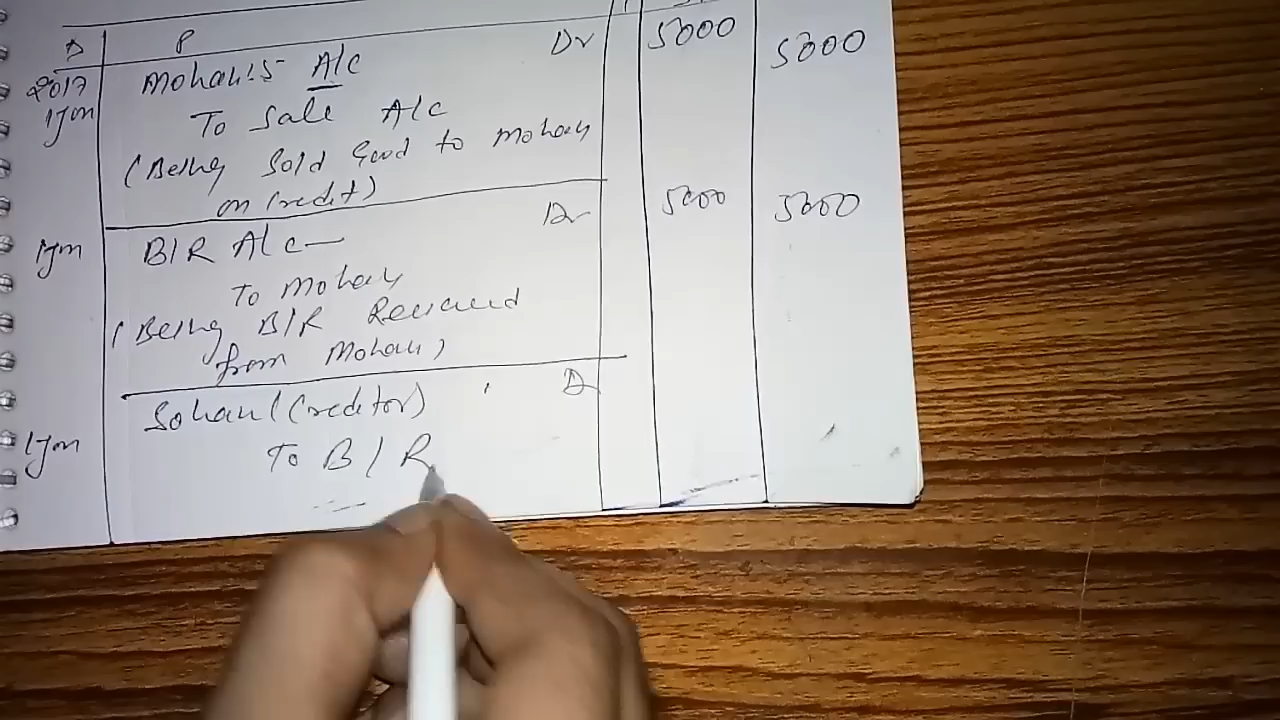 D P
2017 Mohan's A/c Dr 5000 5000
1 Jan To Sale A/c
(Being Sold Good to Mohan
on Credit)
1 Jan B/R A/c Dr 5000 5000
To Mohan
(Being B/R Received
from Mohan)
Sohan (Creditor) D
1 Jan To B/R